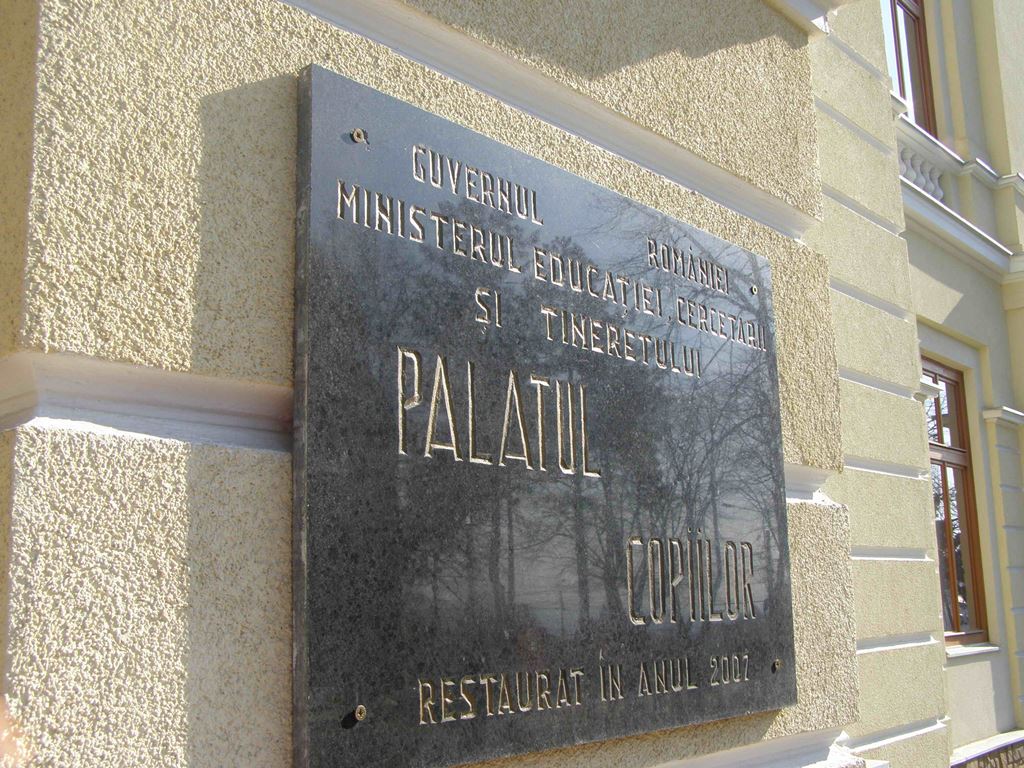 GUVERNUL ROMÂNIEI
MINISTERUL EDUCAȚIEI, CERCETĂRII
ȘI TINERETULUI
PALATUL
COPIILOR
RESTAURAT ÎN ANUL 2007